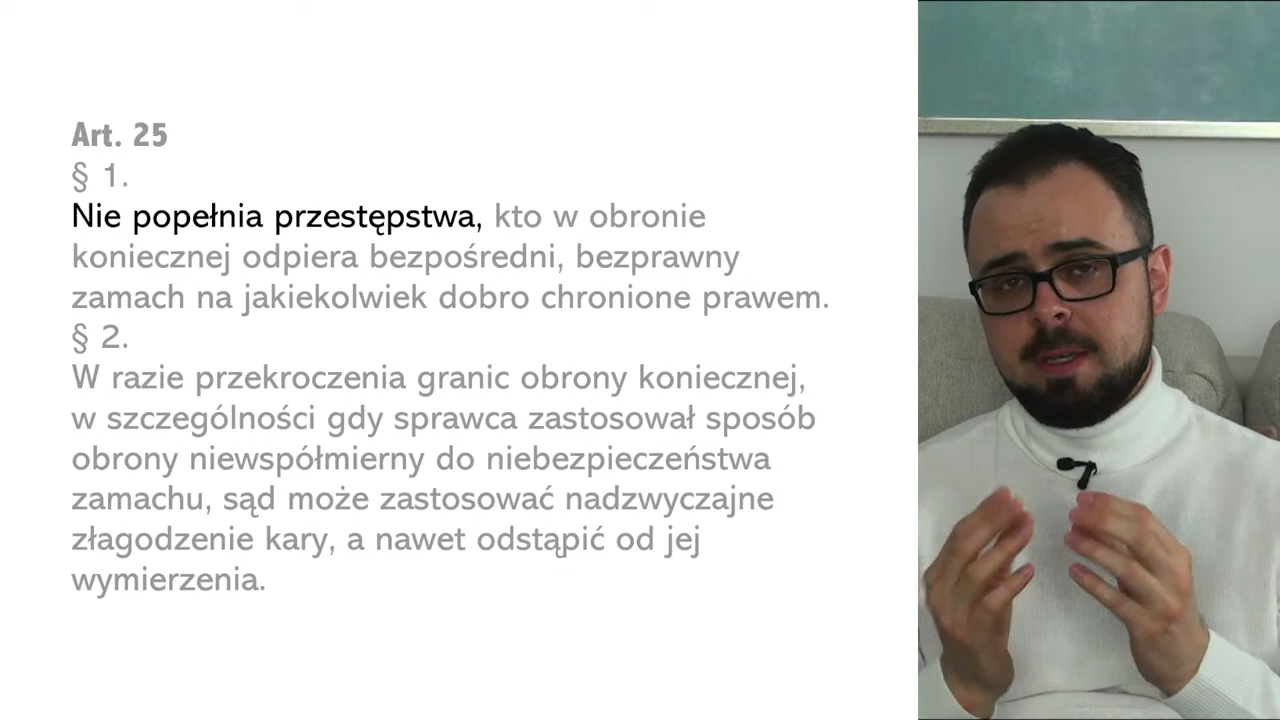 Art. 25
§ 1.
Nie popełnia przestępstwa, kto w obronie
koniecznej odpiera bezpośredni, bezprawny
zamach na jakiekolwiek dobro chronione prawem.
§ 2.
W razie przekroczenia granic obrony koniecznej,
w szczególności gdy sprawca zastosował sposób
obrony niewspółmierny do niebezpieczeństwa
zamachu, sąd może zastosować nadzwyczajne
złagodzenie kary, a nawet odstąpić od jej
wymierzenia.